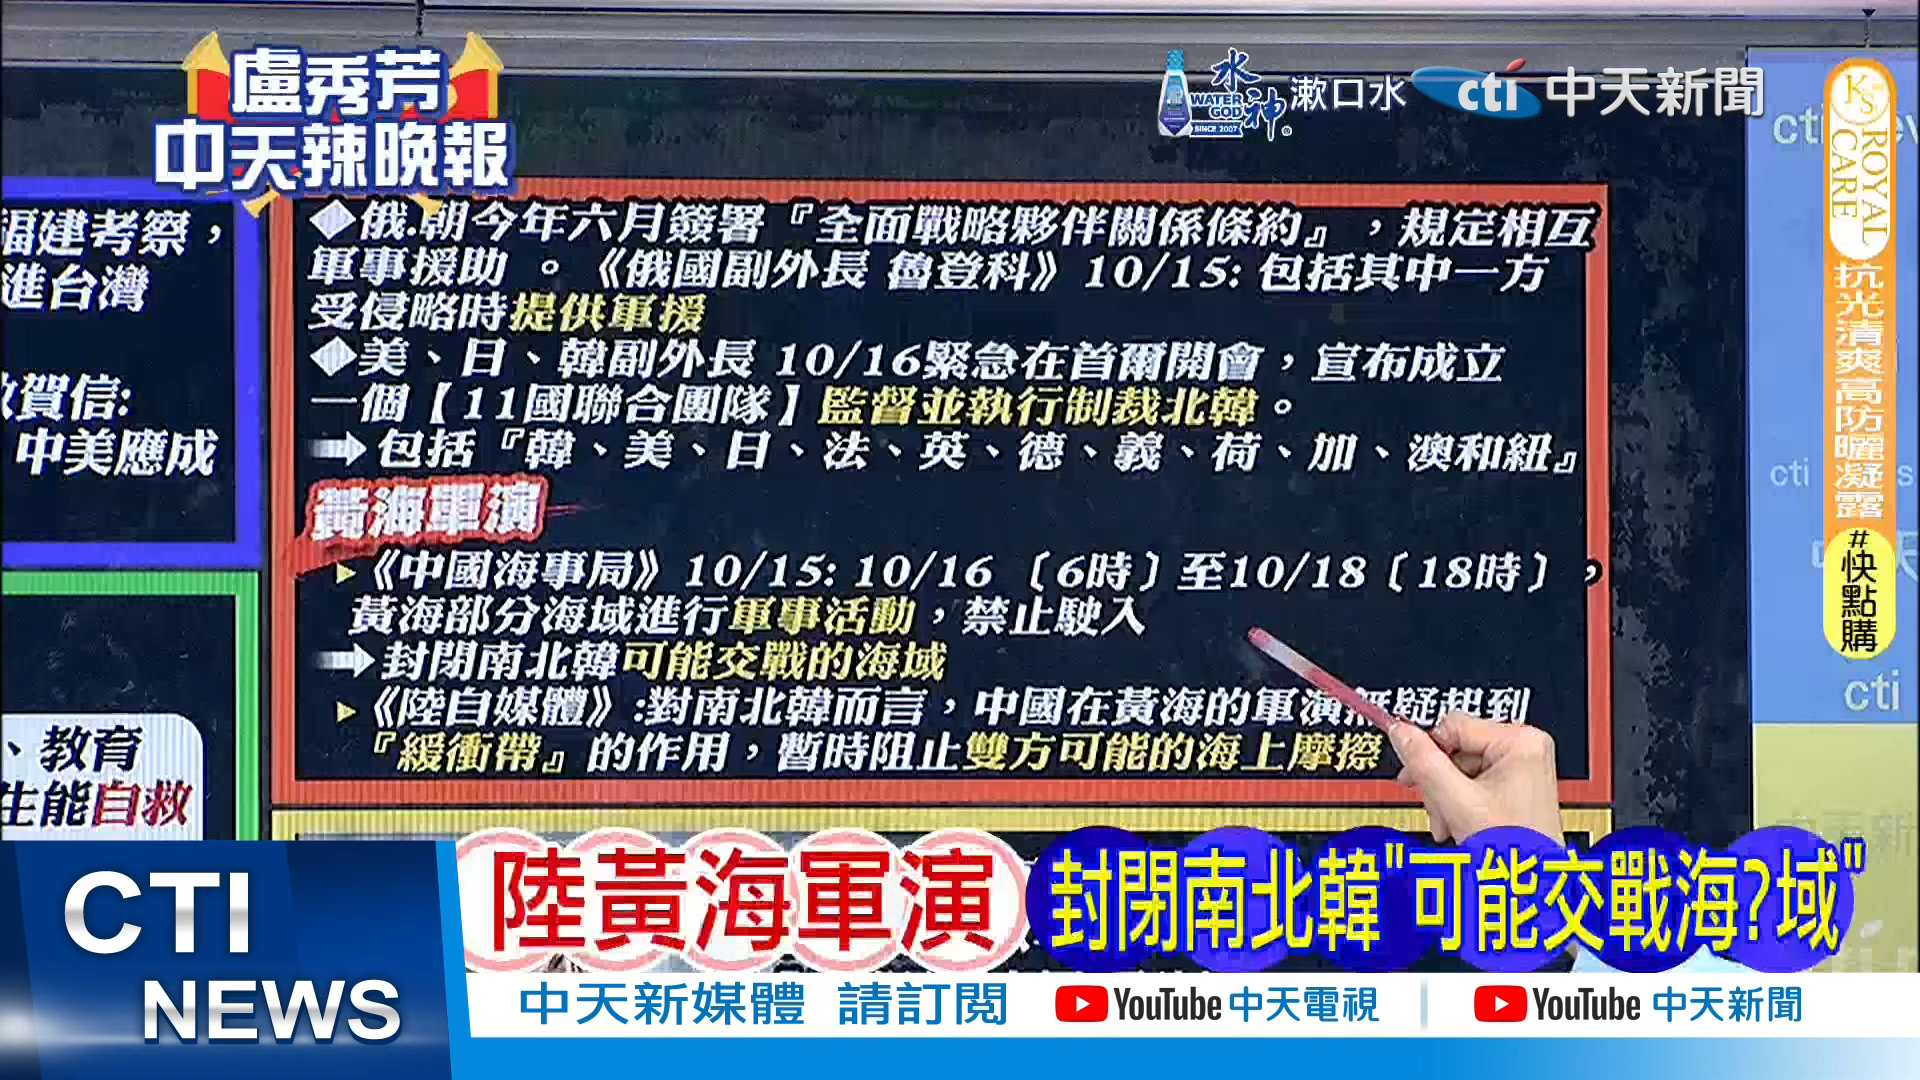 盧秀芳
中天辣晚報
水神
WATER GOD
SINCE 2007
漱口水
cti 中天新聞
KS ROYAL CARE
抗光清爽高防曬凝露
#快點購
福建考察,
進台灣
賀信:
中美應成
、教育
生能自救
◆俄.朝今年六月簽署『全面戰略夥伴關係條約』,規定相互
軍事援助 。《俄國副外長 魯登科》10/15: 包括其中一方
受侵略時提供軍援
◆美、日、韓副外長 10/16緊急在首爾開會,宣布成立
一個【11國聯合團隊】監督並執行制裁北韓。
➡包括『韓、美、日、法、英、德、義、荷、加、澳和紐』
黃海軍演
▸《中國海事局》10/15: 10/16〔6時〕至10/18〔18時〕,
黃海部分海域進行軍事活動,禁止駛入
➡封閉南北韓可能交戰的海域
▸《陸自媒體》:對南北韓而言,中國在黃海的軍演無疑起到
『緩衝帶』的作用,暫時阻止雙方可能的海上摩擦
cti
cti
陸黃海軍演 封閉南北韓"可能交戰海?域"
CTI
NEWS
中天新媒體 請訂閱 YouTube 中天電視 | YouTube 中天新聞